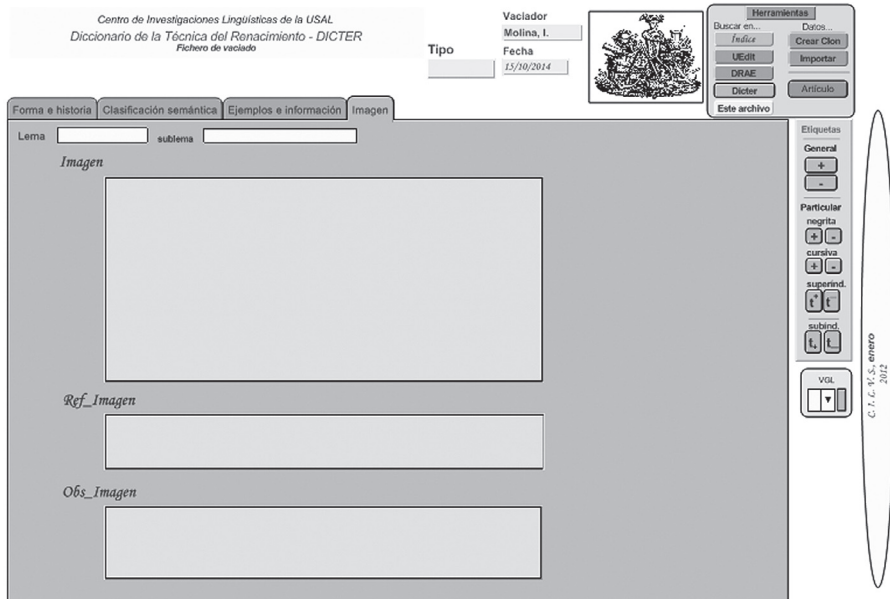 Centro de Investigaciones Lingüísticas de la USAL
Diccionario de la Técnica del Renacimiento - DICTER
Fichero de vaciado
Tipo
Vaciador
Molina, I.
Fecha
15/10/2014
Herramientas
Buscar en...
Datos...
Índice
Crear Clon
UEdit
Importar
DRAE
Dicter
Artículo
Este archivo
Forma e historia
Clasificación semántica
Ejemplos e información
Imagen
Lema
sublema
Imagen
Ref_Imagen
Obs_Imagen
Etiquetas
General
+
-
Particular
negrita
+ -
cursiva
+ -
superínd.
t+ t-
subínd.
t+ t-
VGL
C. I. L. V. S., enero
2012